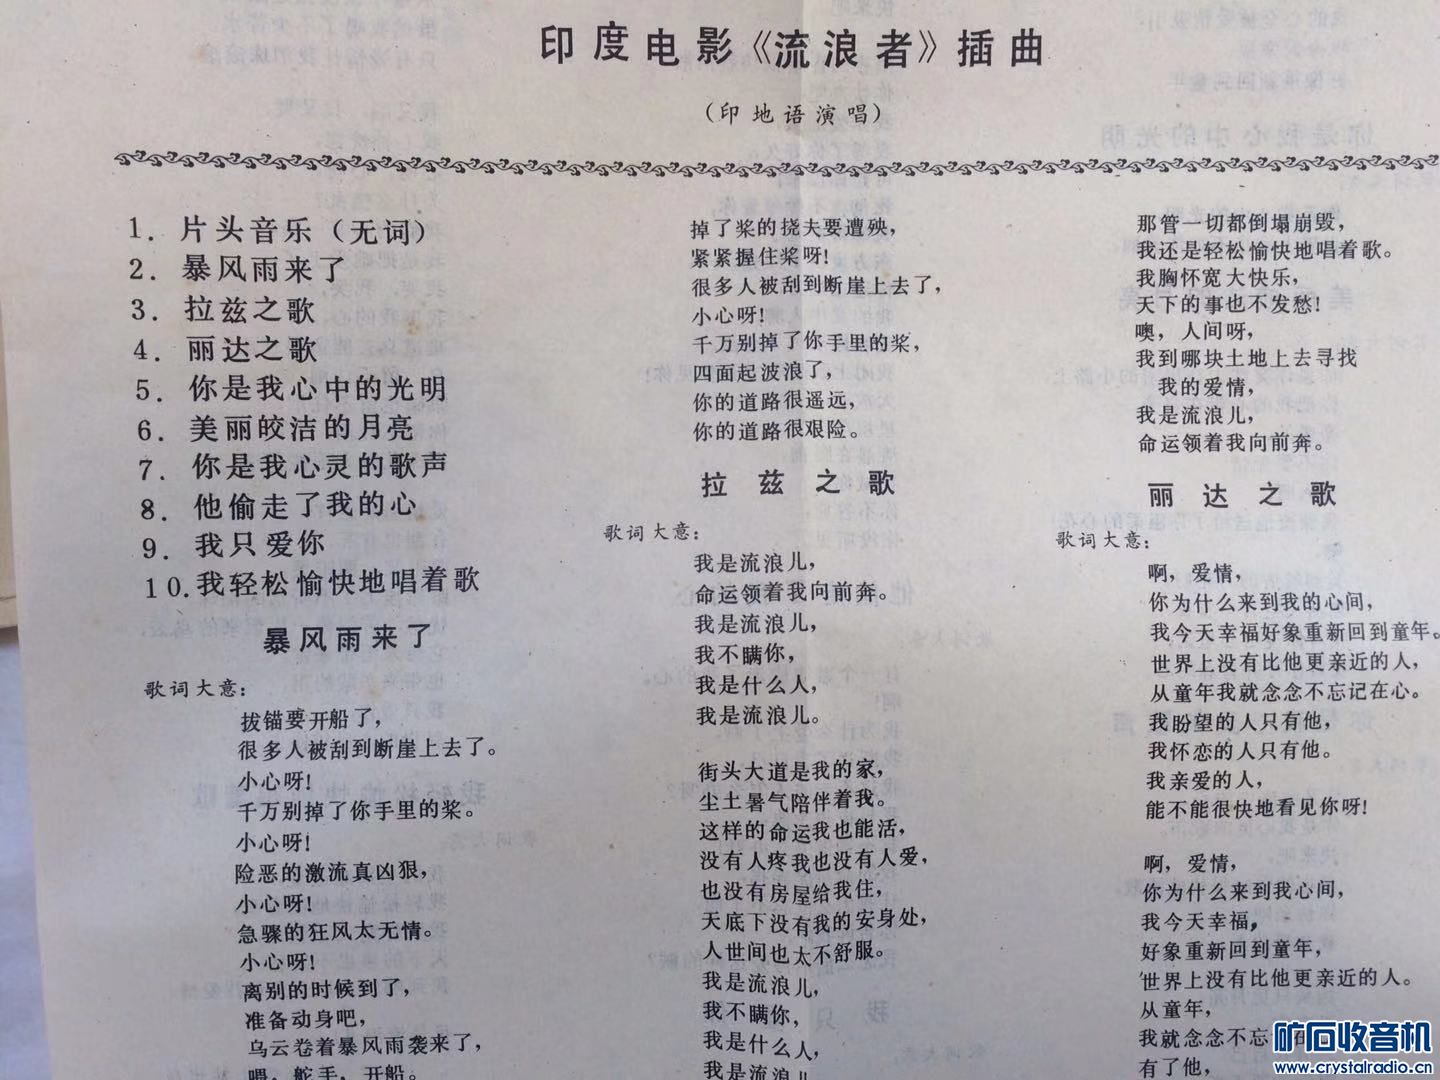 印度电影《流浪者》插曲
(印地语演唱)
1. 片头音乐(无词)
2. 暴风雨来了
3. 拉兹之歌
4. 丽达之歌
5. 你是我心中的光明
6. 美丽皎洁的月亮
7. 你是我心灵的歌声
8. 他偷走了我的心
9. 我只爱你
10. 我轻松愉快地唱着歌
暴风雨来了
歌词大意:
拔锚要开船了,
很多人被刮到断崖上去了。
小心呀!
千万别掉了你手里的桨。
小心呀!
险恶的激流真凶狠,
小心呀!
急骤的狂风太无情。
小心呀!
离别的时候到了,
准备动身吧,
乌云卷着暴风雨袭来了,
唱,舵手,开船。
掉了桨的挠夫要遭殃,
紧紧握住桨呀!
很多人被刮到断崖上去了,
小心呀!
千万别掉了你手里的桨,
四面起波浪了,
你的道路很遥远,
你的道路很艰险。
拉兹之歌
歌词大意:
我是流浪儿,
命运领着我向前奔。
我是流浪儿,
我不瞒你,
我是什么人,
我是流浪儿。
街头大道是我的家,
尘土暑气陪伴着我。
这样的命运我也能活,
没有人疼我也没有人爱,
也没有房屋给我住,
天底下没有我的安身处,
人世间也太不舒服。
我是流浪儿,
我不瞒你,
我是什么人,
我是流浪儿
那管一切都倒塌崩毁,
我还是轻松愉快地唱着歌。
我胸怀宽大快乐,
天下的事也不发愁!
噢,人间呀,
我到哪块土地上去寻找
我的爱情,
我是流浪儿,
命运领着我向前奔。
丽达之歌
歌词大意:
啊,爱情,
你为什么来到我的心间,
我今天幸福好象重新回到童年。
世界上没有比他更亲近的人,
从童年我就念念不忘记在心。
我盼望的人只有他,
我怀恋的人只有他。
我亲爱的人,
能不能很快地看见你呀!
啊,爱情,
你为什么来到我心间,
我今天幸福,
好象重新回到童年,
世界上没有比他更亲近的人。
从童年,
我就念念不忘
有了他,
矿石收音机
www.crystalradio.cn